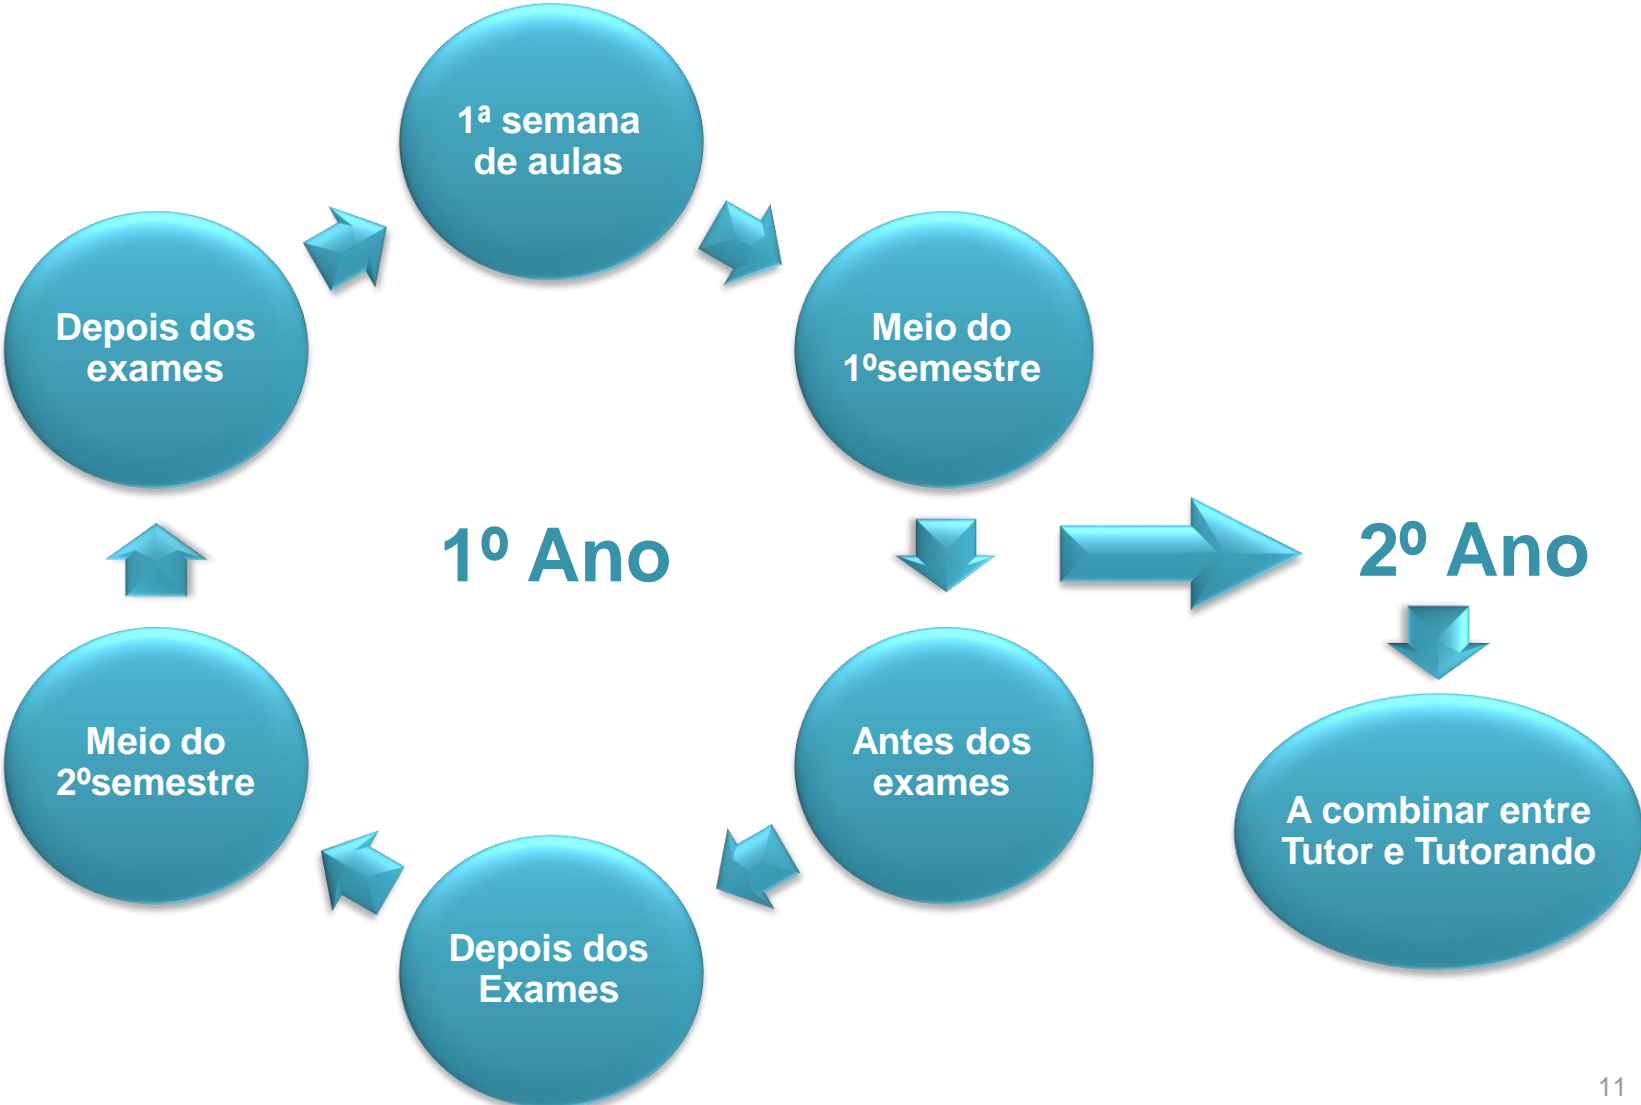 1ª semana
de aulas
Meio do
1ºsemestre
Antes dos
exames
Depois dos
Exames
Meio do
2ºsemestre
Depois dos
exames
1º Ano
2º Ano
A combinar entre
Tutor e Tutorando
11